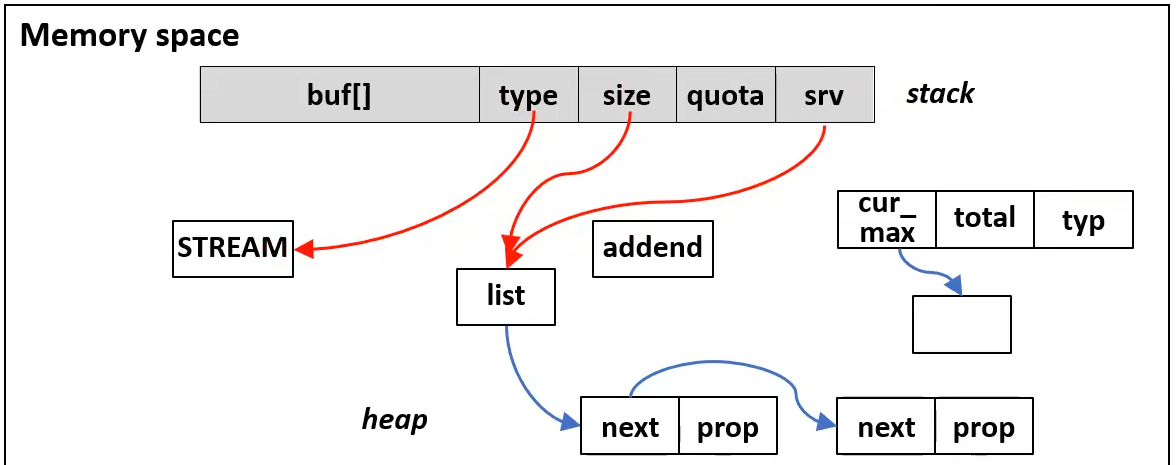 Memory space
buf[] type size quota srv
stack
cur_
max
total
typ
STREAM
addend
list
heap
next prop
next prop